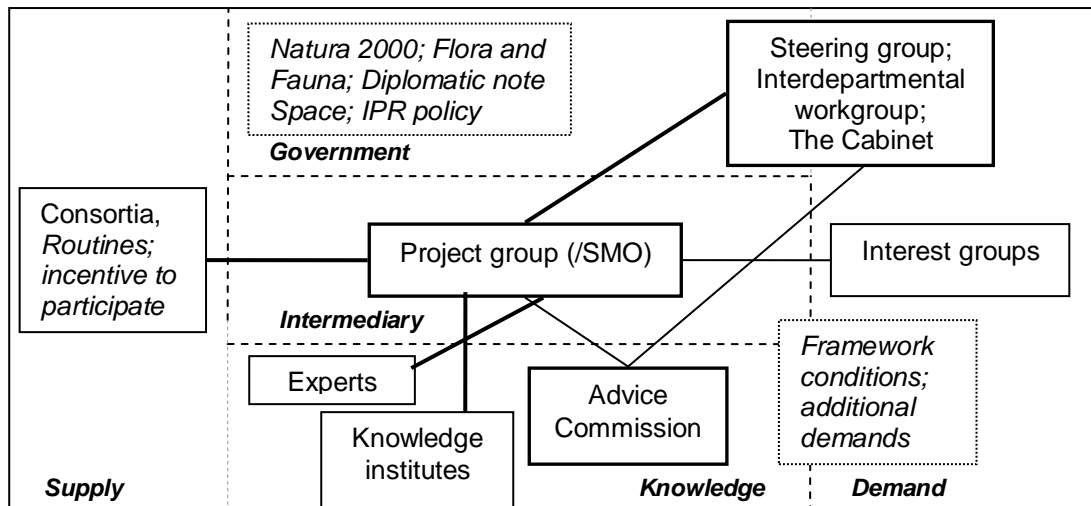 Natura 2000; Flora and
Fauna; Diplomatic note
Space; IPR policy
Government
Steering group;
Interdepartmental
workgroup;
The Cabinet
Consortia,
Routines;
incentive to
participate
Project group (/SMO)
Interest groups
Intermediary
Experts
Knowledge
institutes
Advice
Commission
Framework
conditions;
additional
demands
Supply
Knowledge
Demand